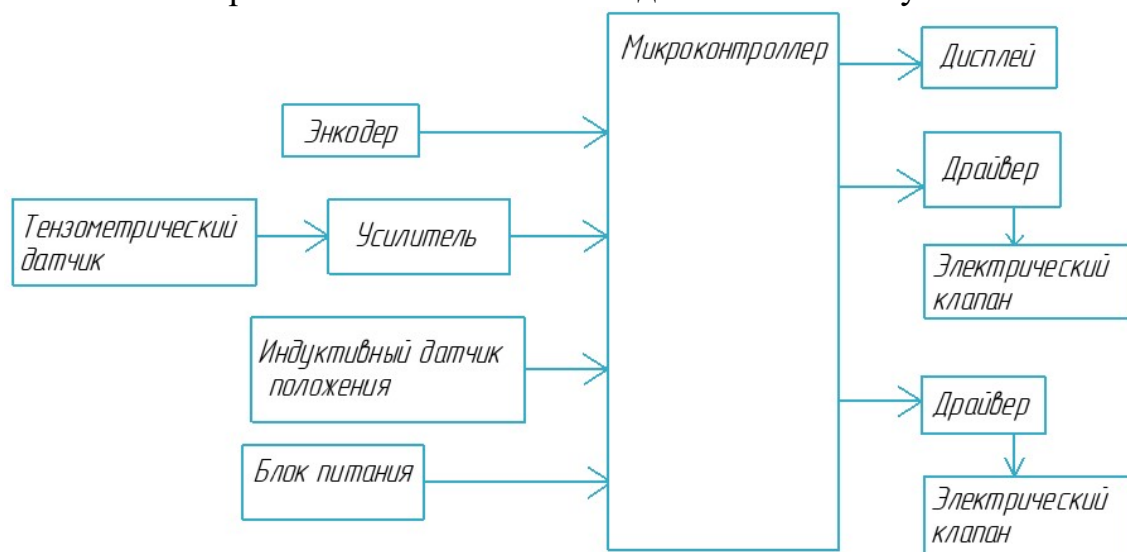 Микроконтроллер
Дисплей
Энкодер
Драйвер
Тензометрический
датчик
Усилитель
Электрический
клапан
Индуктивный датчик
положения
Драйвер
Блок питания
Электрический
клапан